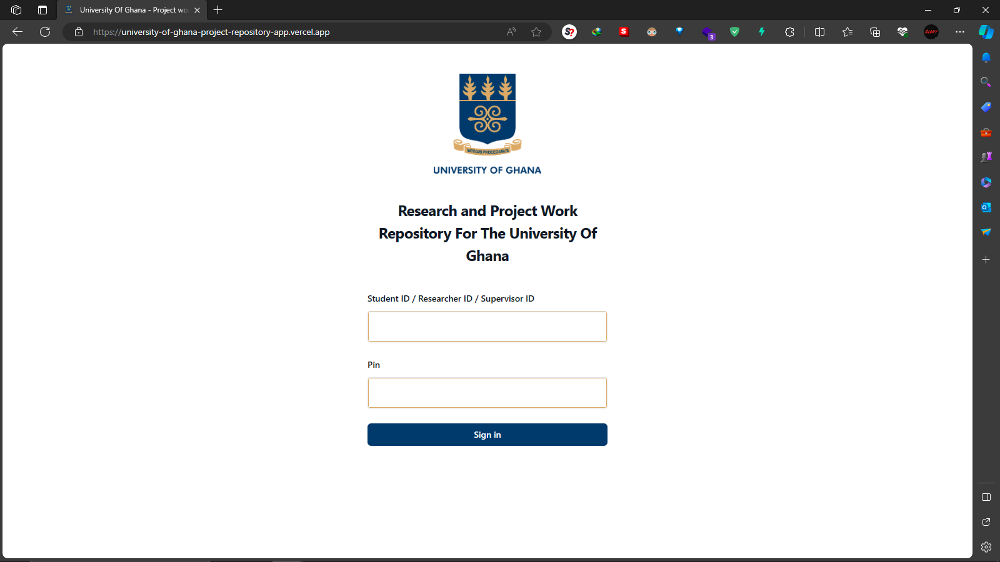 University Of Ghana - Project wo
https://university-of-ghana-project-repository-app.vercel.app
A
S?
S
3
GLORY
INTEGRI PROCEDAMUS
UNIVERSITY OF GHANA
Research and Project Work
Repository For The University Of
Ghana
Student ID / Researcher ID / Supervisor ID
Pin
Sign in